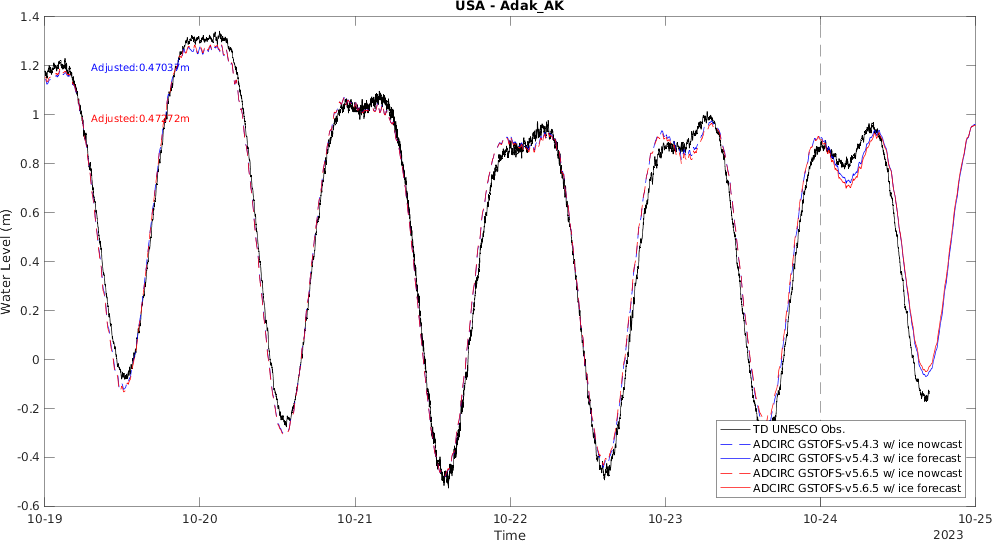 USA - Adak_AK
Water Level (m)
1.4
1.2
1
0.8
0.6
0.4
0.2
0
-0.2
-0.4
-0.6
Adjusted:0.47037m
Adjusted:0.47272m
TD UNESCO Obs.
ADCIRC GSTOFS-v5.4.3 w/ ice nowcast
ADCIRC GSTOFS-v5.4.3 w/ ice forecast
ADCIRC GSTOFS-v5.6.5 w/ ice nowcast
ADCIRC GSTOFS-v5.6.5 w/ ice forecast
10-19 10-20 10-21 10-22 10-23 10-24 10-25
Time
2023